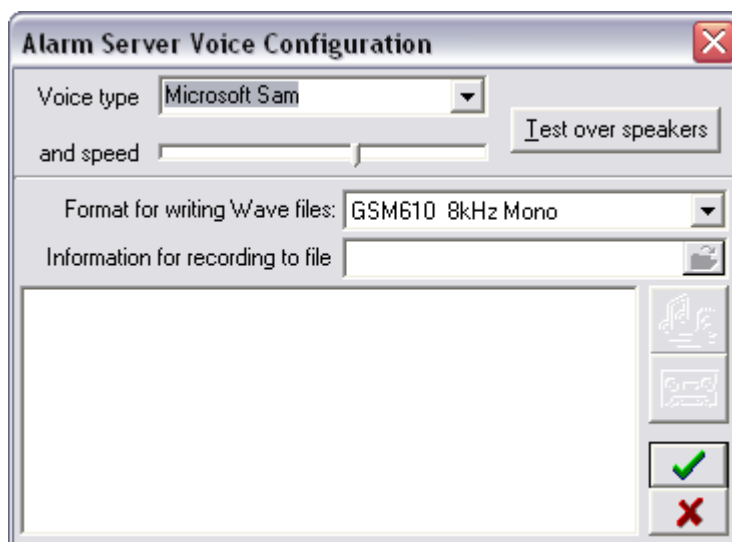 Alarm Server Voice Configuration
Voice type Microsoft Sam
Test over speakers
and speed
Format for writing Wave files: GSM610 8kHz Mono
Information for recording to file